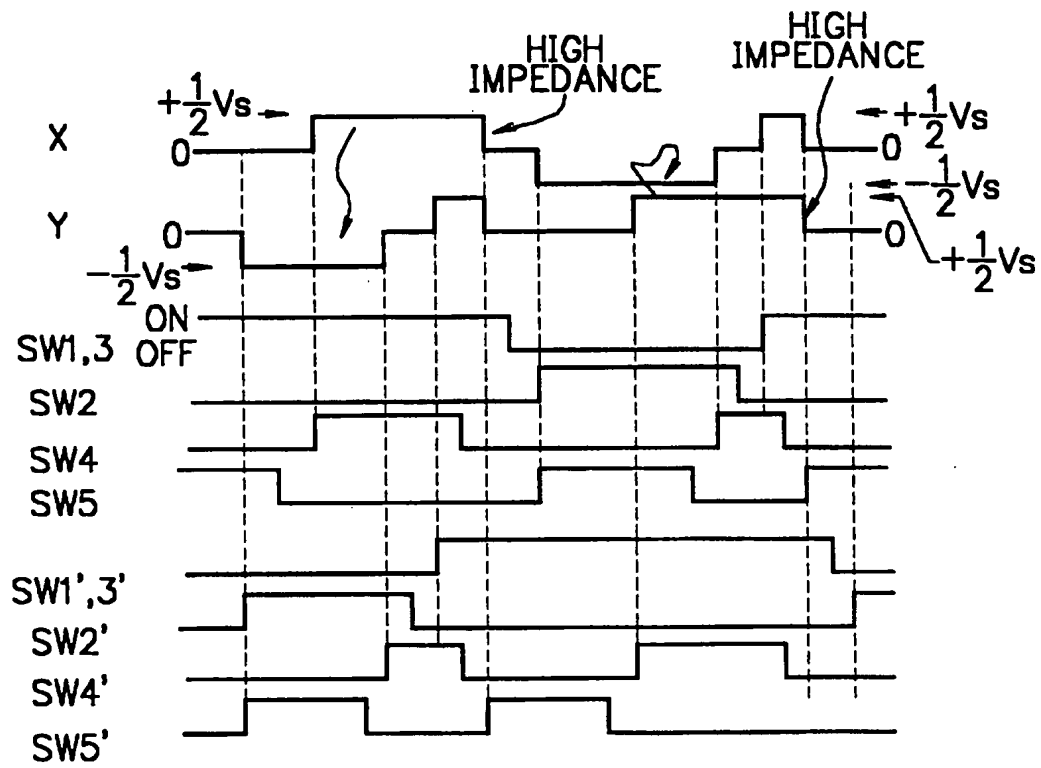 HIGH
IMPEDANCE
HIGH
IMPEDANCE
+1/2Vs
X
0
+1/2Vs
0
-1/2Vs
Y
0
-1/2Vs
0
+1/2Vs
ON
OFF
SW1,3
SW2
SW4
SW5
SW1',3'
SW2'
SW4'
SW5'